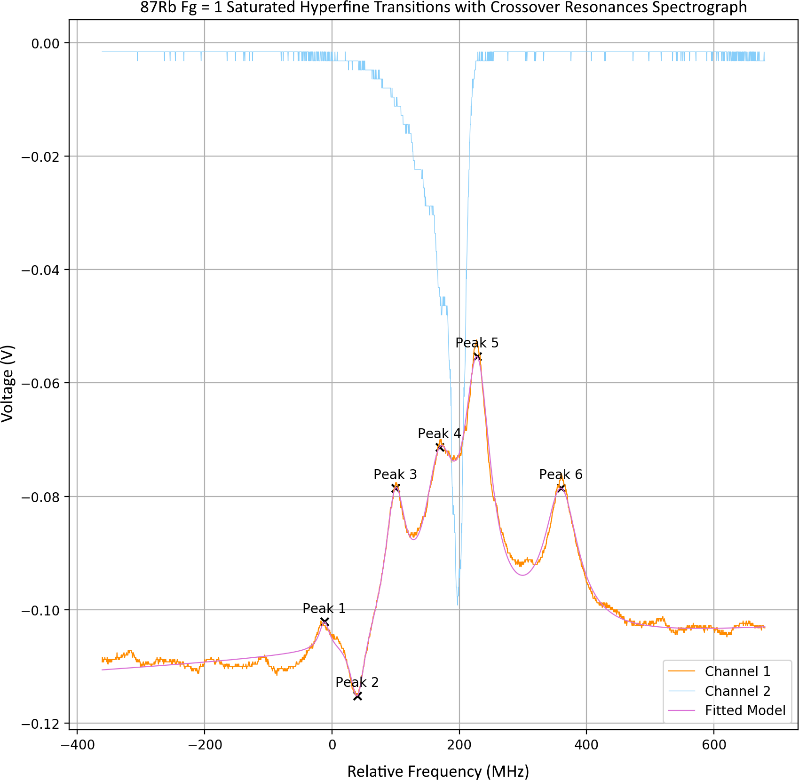 87Rb Fg = 1 Saturated Hyperfine Transitions with Crossover Resonances Spectrograph
0.00
−0.02
−0.04
−0.06
−0.08
−0.10
−0.12
Voltage (V)
Peak 5
Peak 4
Peak 3
Peak 6
Peak 1
Peak 2
Channel 1
Channel 2
Fitted Model
−400
−200
0
200
400
600
Relative Frequency (MHz)